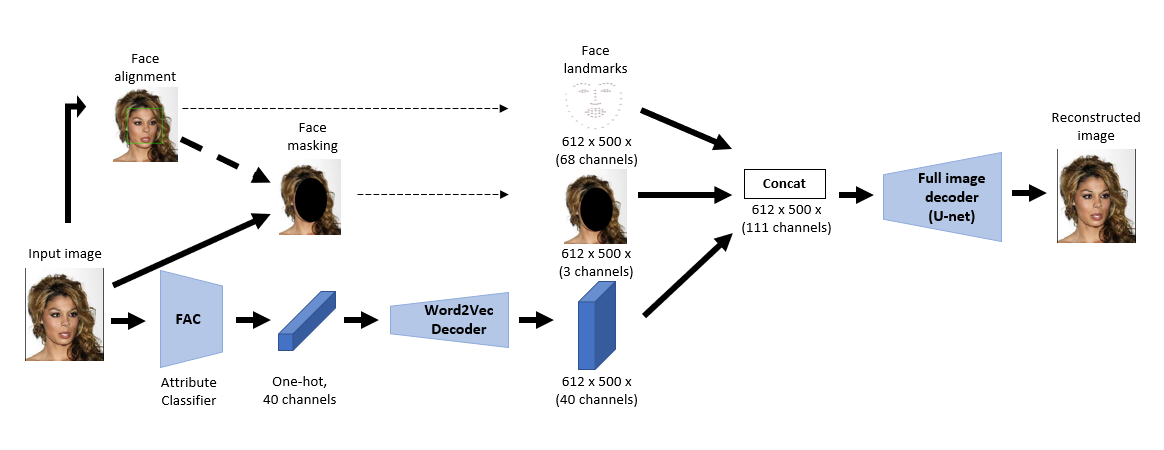 Face
alignment
Face
masking
Face
landmarks
612 x 500 x
(68 channels)
612 x 500 x
(3 channels)
Concat
612 x 500 x
(111 channels)
Full image
decoder
(U-net)
Reconstructed
image
Input image
FAC
Attribute
Classifier
One-hot,
40 channels
Word2Vec
Decoder
612 x 500 x
(40 channels)